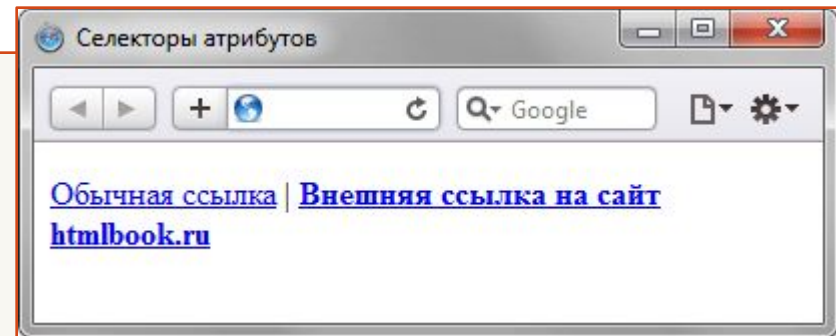 Селекторы атрибутов
Google
Обычная ссылка | Внешняя ссылка на сайт
htmlbook.ru